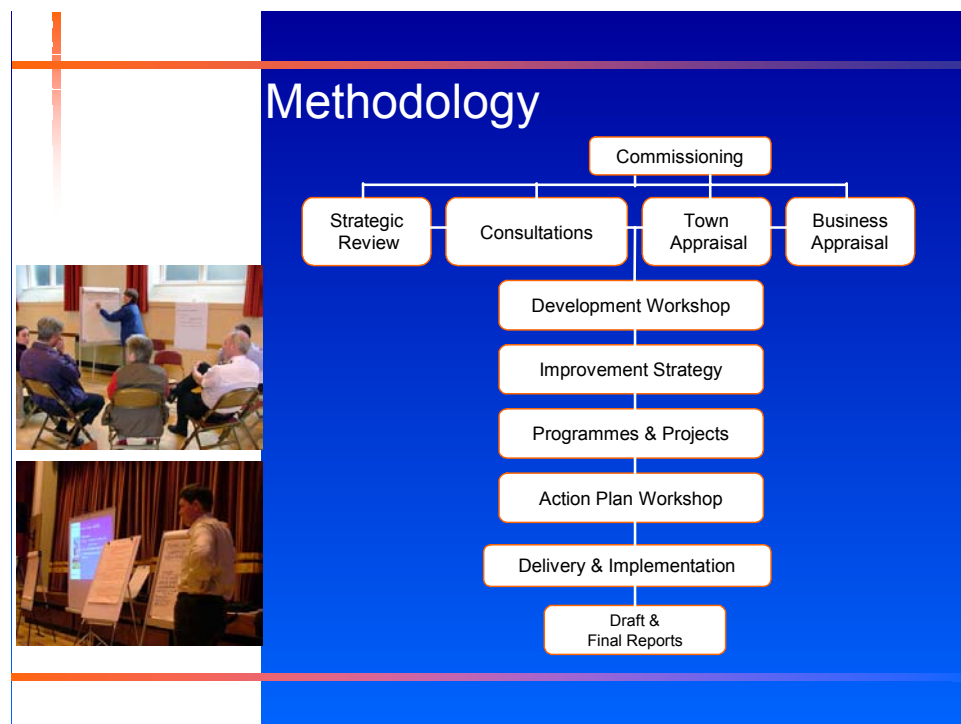 Methodology
Commissioning
Strategic
Review
Consultations
Town
Appraisal
Business
Appraisal
Development Workshop
Improvement Strategy
Programmes & Projects
Action Plan Workshop
Delivery & Implementation
Draft &
Final Reports